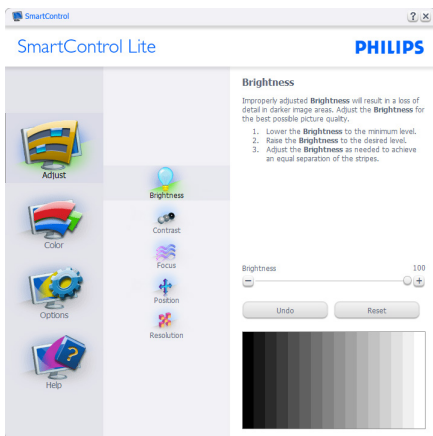 SmartControl
? ×
SmartControl Lite
PHILIPS
Adjust
Color
Options
Help
Brightness
Contrast
Focus
Position
Resolution
Brightness
Improperly adjusted Brightness will result in a loss of
detail in darker image areas. Adjust the Brightness for
the best possible picture quality.
1. Lower the Brightness to the minimum level.
2. Raise the Brightness to the desired level.
3. Adjust the Brightness as needed to achieve
an equal separation of the stripes.
Brightness 100
Undo Reset